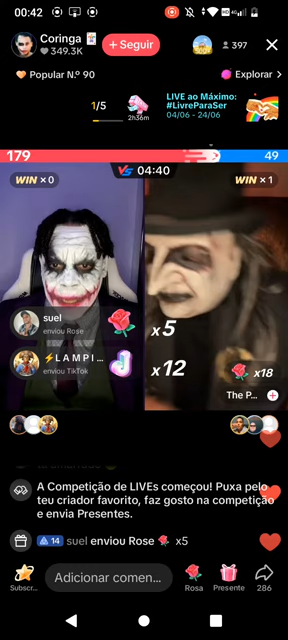 00:42
4G
Coringa 🃏
349.3K
+ Seguir
397
Popular N.º 90
Explorar >
1/5
2h36m
LIVE ao Máximo:
#LivreParaSer
04/06 - 24/06
179
49
VS 04:40
WIN × 0
WIN × 1
suel
enviou Rose
x5
⚡L A M P I ...
enviou TikTok
x12
x18
The P...
A Competição de LIVEs começou! Puxa pelo
teu criador favorito, faz gosto na competição
e envia Presentes.
14 suel enviou Rose 🌹 x5
Subscr...
Adicionar comen...
Rosa
Presente
286